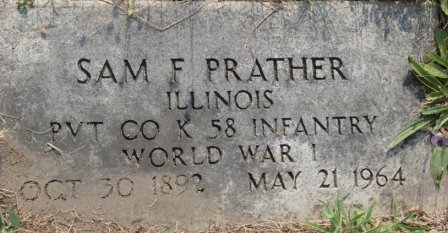 SAM F PRATHER
ILLINOIS
PVT CO K 58 INFANTRY
WORLD WAR I
OCT 30 1892 MAY 21 1964